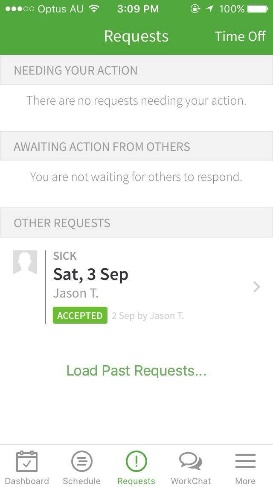 Optus AU 3:09 PM 100%
Requests Time Off
NEEDING YOUR ACTION
There are no requests needing your action.
AWAITING ACTION FROM OTHERS
You are not waiting for others to respond.
OTHER REQUESTS
SICK
Sat, 3 Sep
Jason T.
ACCEPTED 2 Sep by Jason T.
Load Past Requests...
Dashboard Schedule Requests WorkChat More